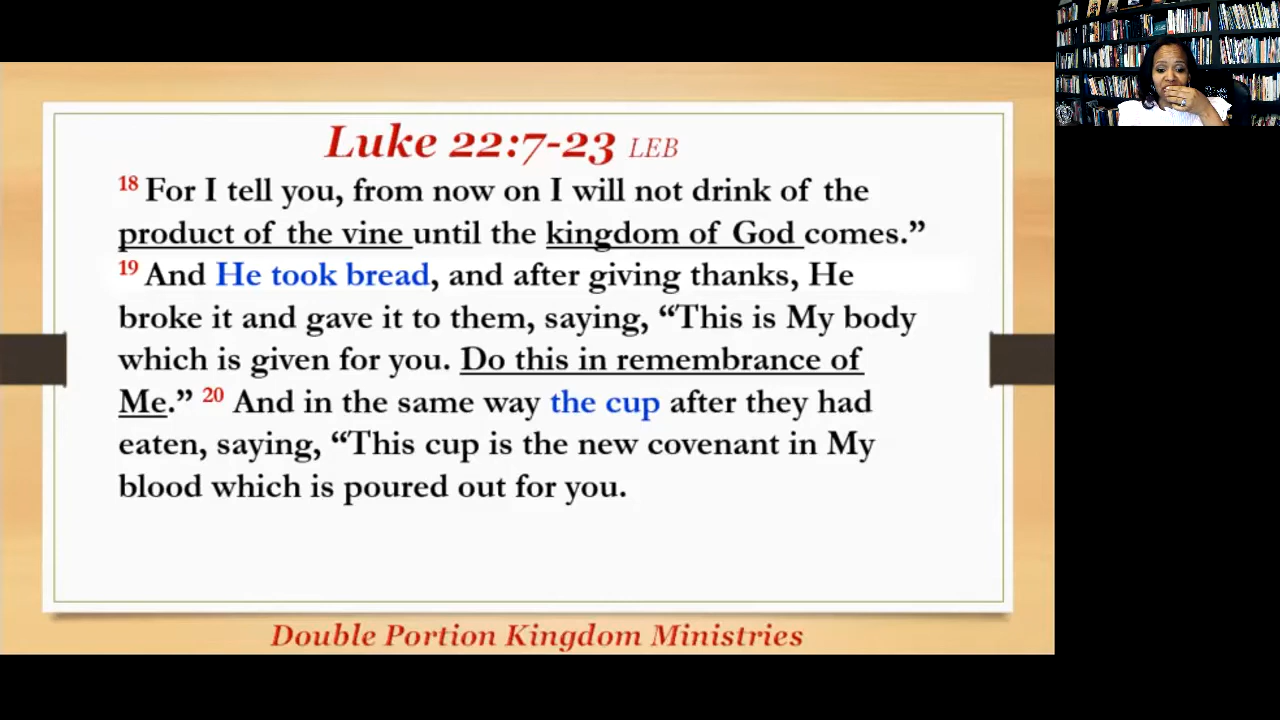 Luke 22:7-23 LEB
18 For I tell you, from now on I will not drink of the
product of the vine until the kingdom of God comes.”
19 And He took bread, and after giving thanks, He
broke it and gave it to them, saying, “This is My body
which is given for you. Do this in remembrance of
Me.” 20 And in the same way the cup after they had
eaten, saying, “This cup is the new covenant in My
blood which is poured out for you.
Double Portion Kingdom Ministries